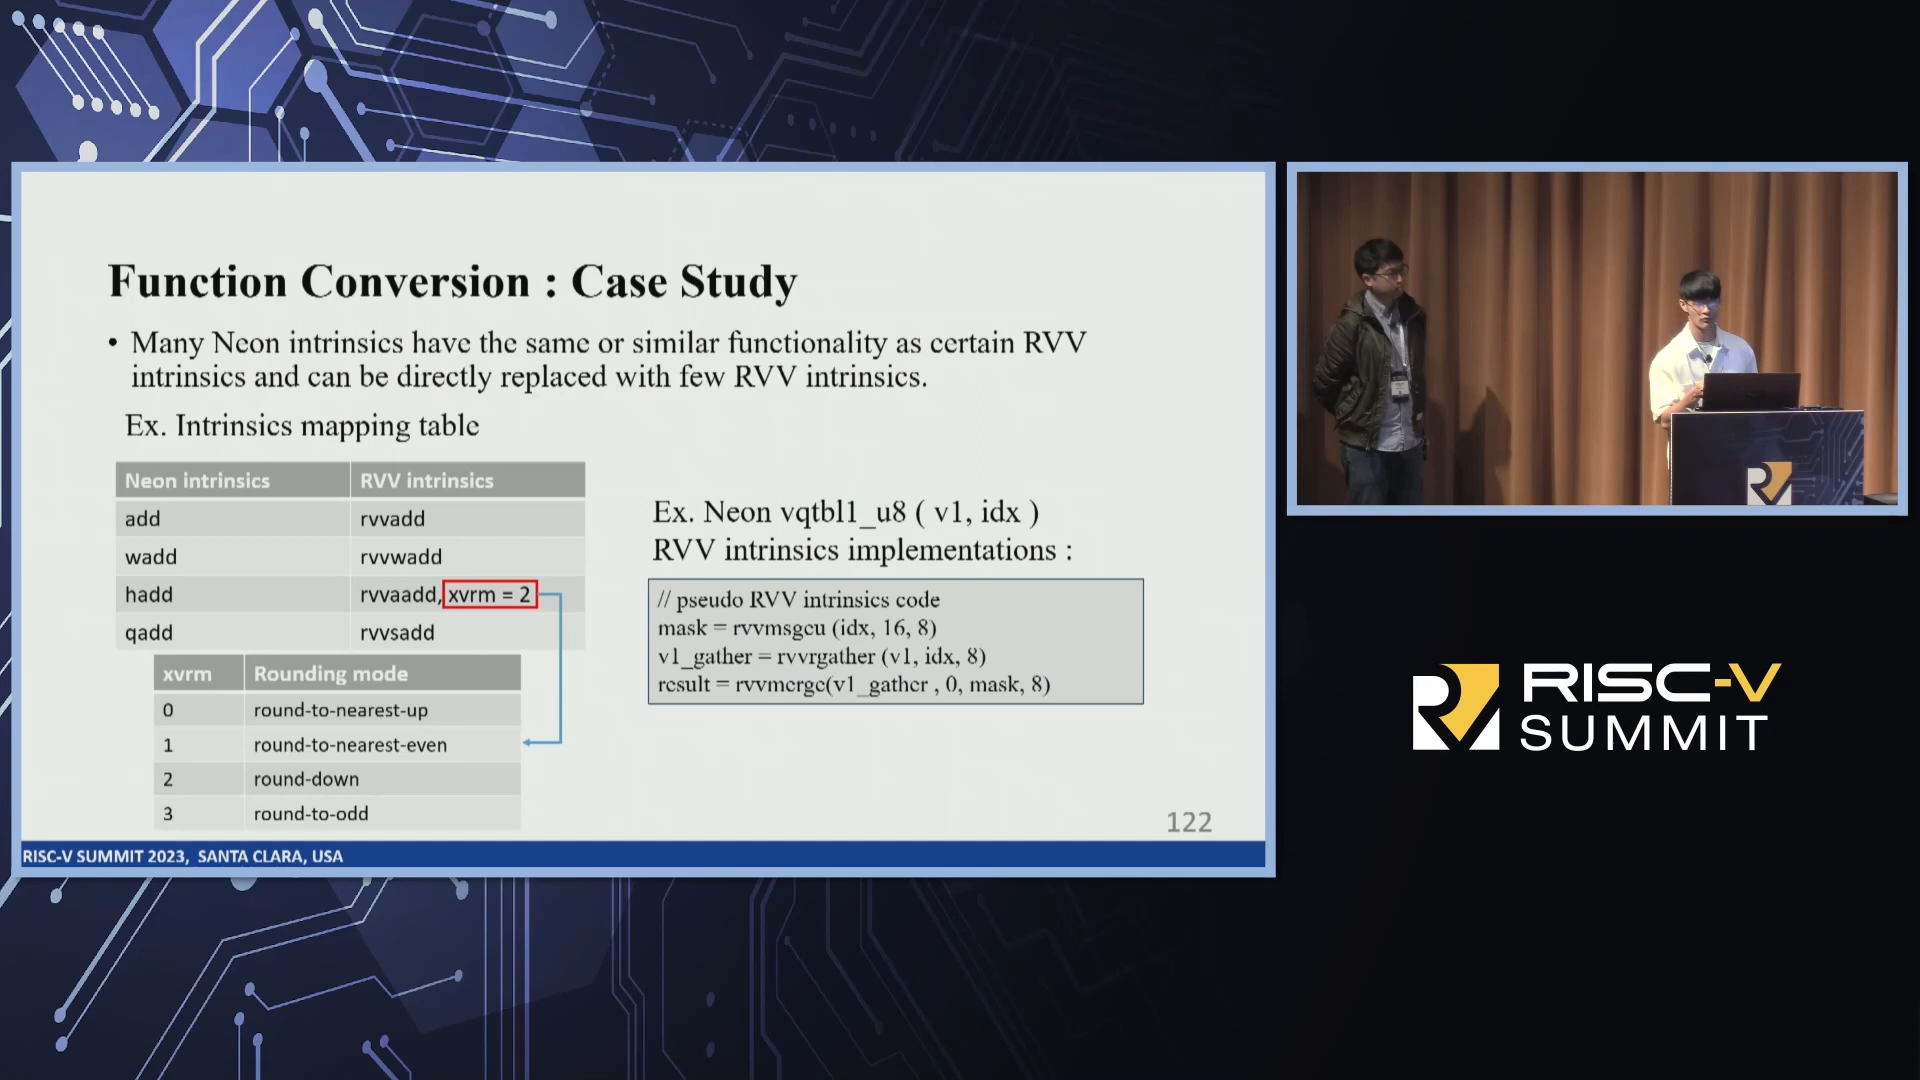 Function Conversion : Case Study
• Many Neon intrinsics have the same or similar functionality as certain RVV
intrinsics and can be directly replaced with few RVV intrinsics.
Ex. Intrinsics mapping table
Neon intrinsics RVV intrinsics
add rvvadd
wadd rvvwadd
hadd rvvaadd, xvrm = 2
qadd rvvsadd
xvrm Rounding mode
0 round-to-nearest-up
1 round-to-nearest-even
2 round-down
3 round-to-odd
Ex. Neon vqtbl1_u8 ( v1, idx )
RVV intrinsics implementations :
// pseudo RVV intrinsics code
mask = rvvmsgeu (idx, 16, 8)
v1_gather = rvvrgather (v1, idx, 8)
result = rvvmerge(v1_gather , 0, mask, 8)
122
RISC-V SUMMIT 2023, SANTA CLARA, USA
RISC-V
SUMMIT